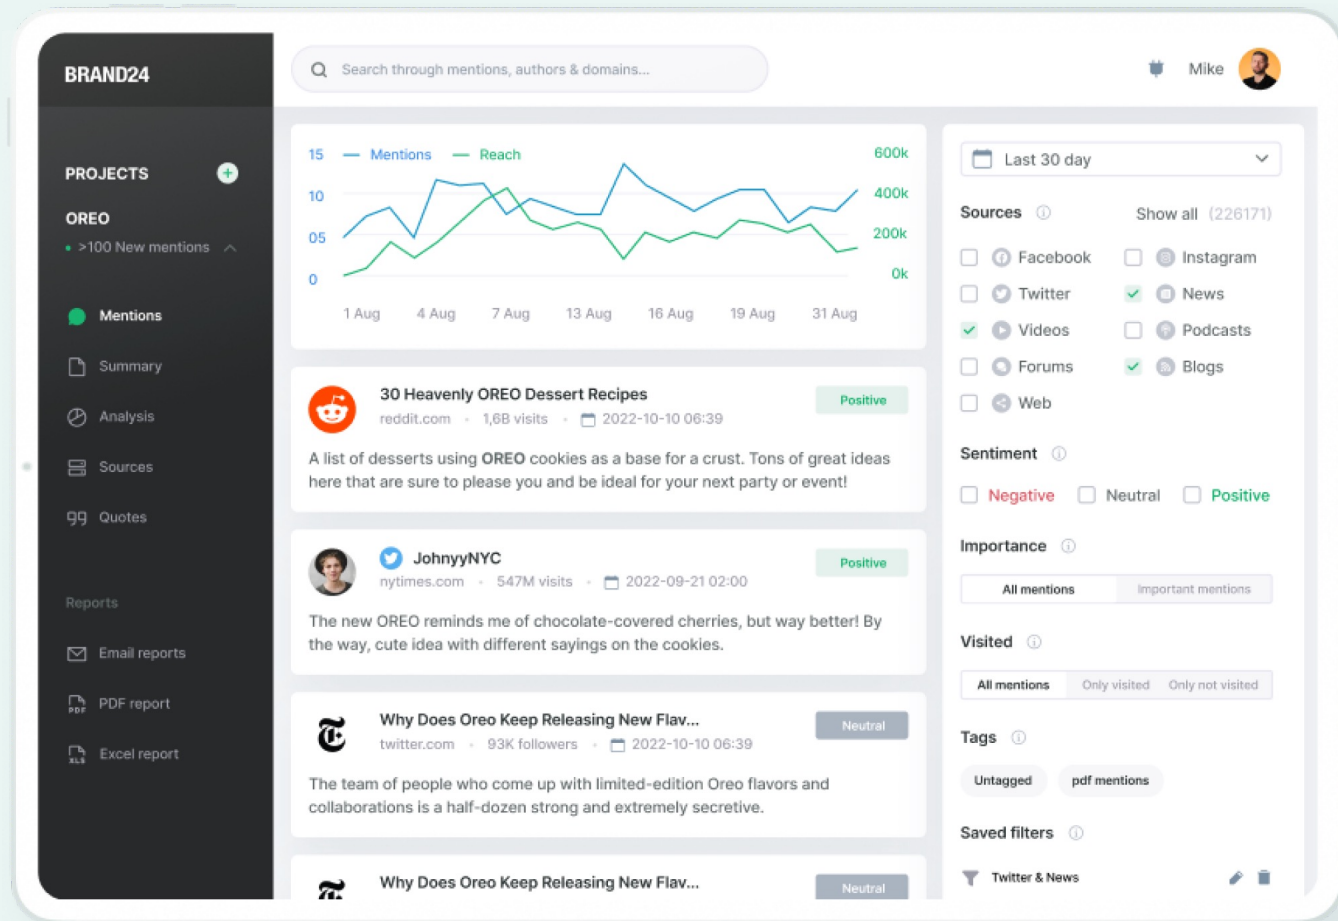 BRAND24
Search through mentions, authors & domains...
Mike
PROJECTS
OREO
>100 New mentions
Mentions
Summary
Analysis
Sources
Quotes
Reports
Email reports
PDF
PDF report
XLS
Excel report
15 Mentions Reach 600k
10 400k
05 200k
0 0k
1 Aug 4 Aug 7 Aug 13 Aug 16 Aug 19 Aug 31 Aug
30 Heavenly OREO Dessert Recipes
Positive
reddit.com 1,6B visits 2022-10-10 06:39
A list of desserts using OREO cookies as a base for a crust. Tons of great ideas
here that are sure to please you and be ideal for your next party or event!
JohnyyNYC
Positive
nytimes.com 547M visits 2022-09-21 02:00
The new OREO reminds me of chocolate-covered cherries, but way better! By
the way, cute idea with different sayings on the cookies.
Why Does Oreo Keep Releasing New Flav...
Neutral
twitter.com 93K followers 2022-10-10 06:39
The team of people who come up with limited-edition Oreo flavors and
collaborations is a half-dozen strong and extremely secretive.
Why Does Oreo Keep Releasing New Flav...
Neutral
Last 30 day
Sources Show all (226171)
Facebook Instagram
Twitter News
Videos Podcasts
Forums Blogs
Web
Sentiment
Negative Neutral Positive
Importance
All mentions Important mentions
Visited
All mentions Only visited Only not visited
Tags
Untagged pdf mentions
Saved filters
Twitter & News